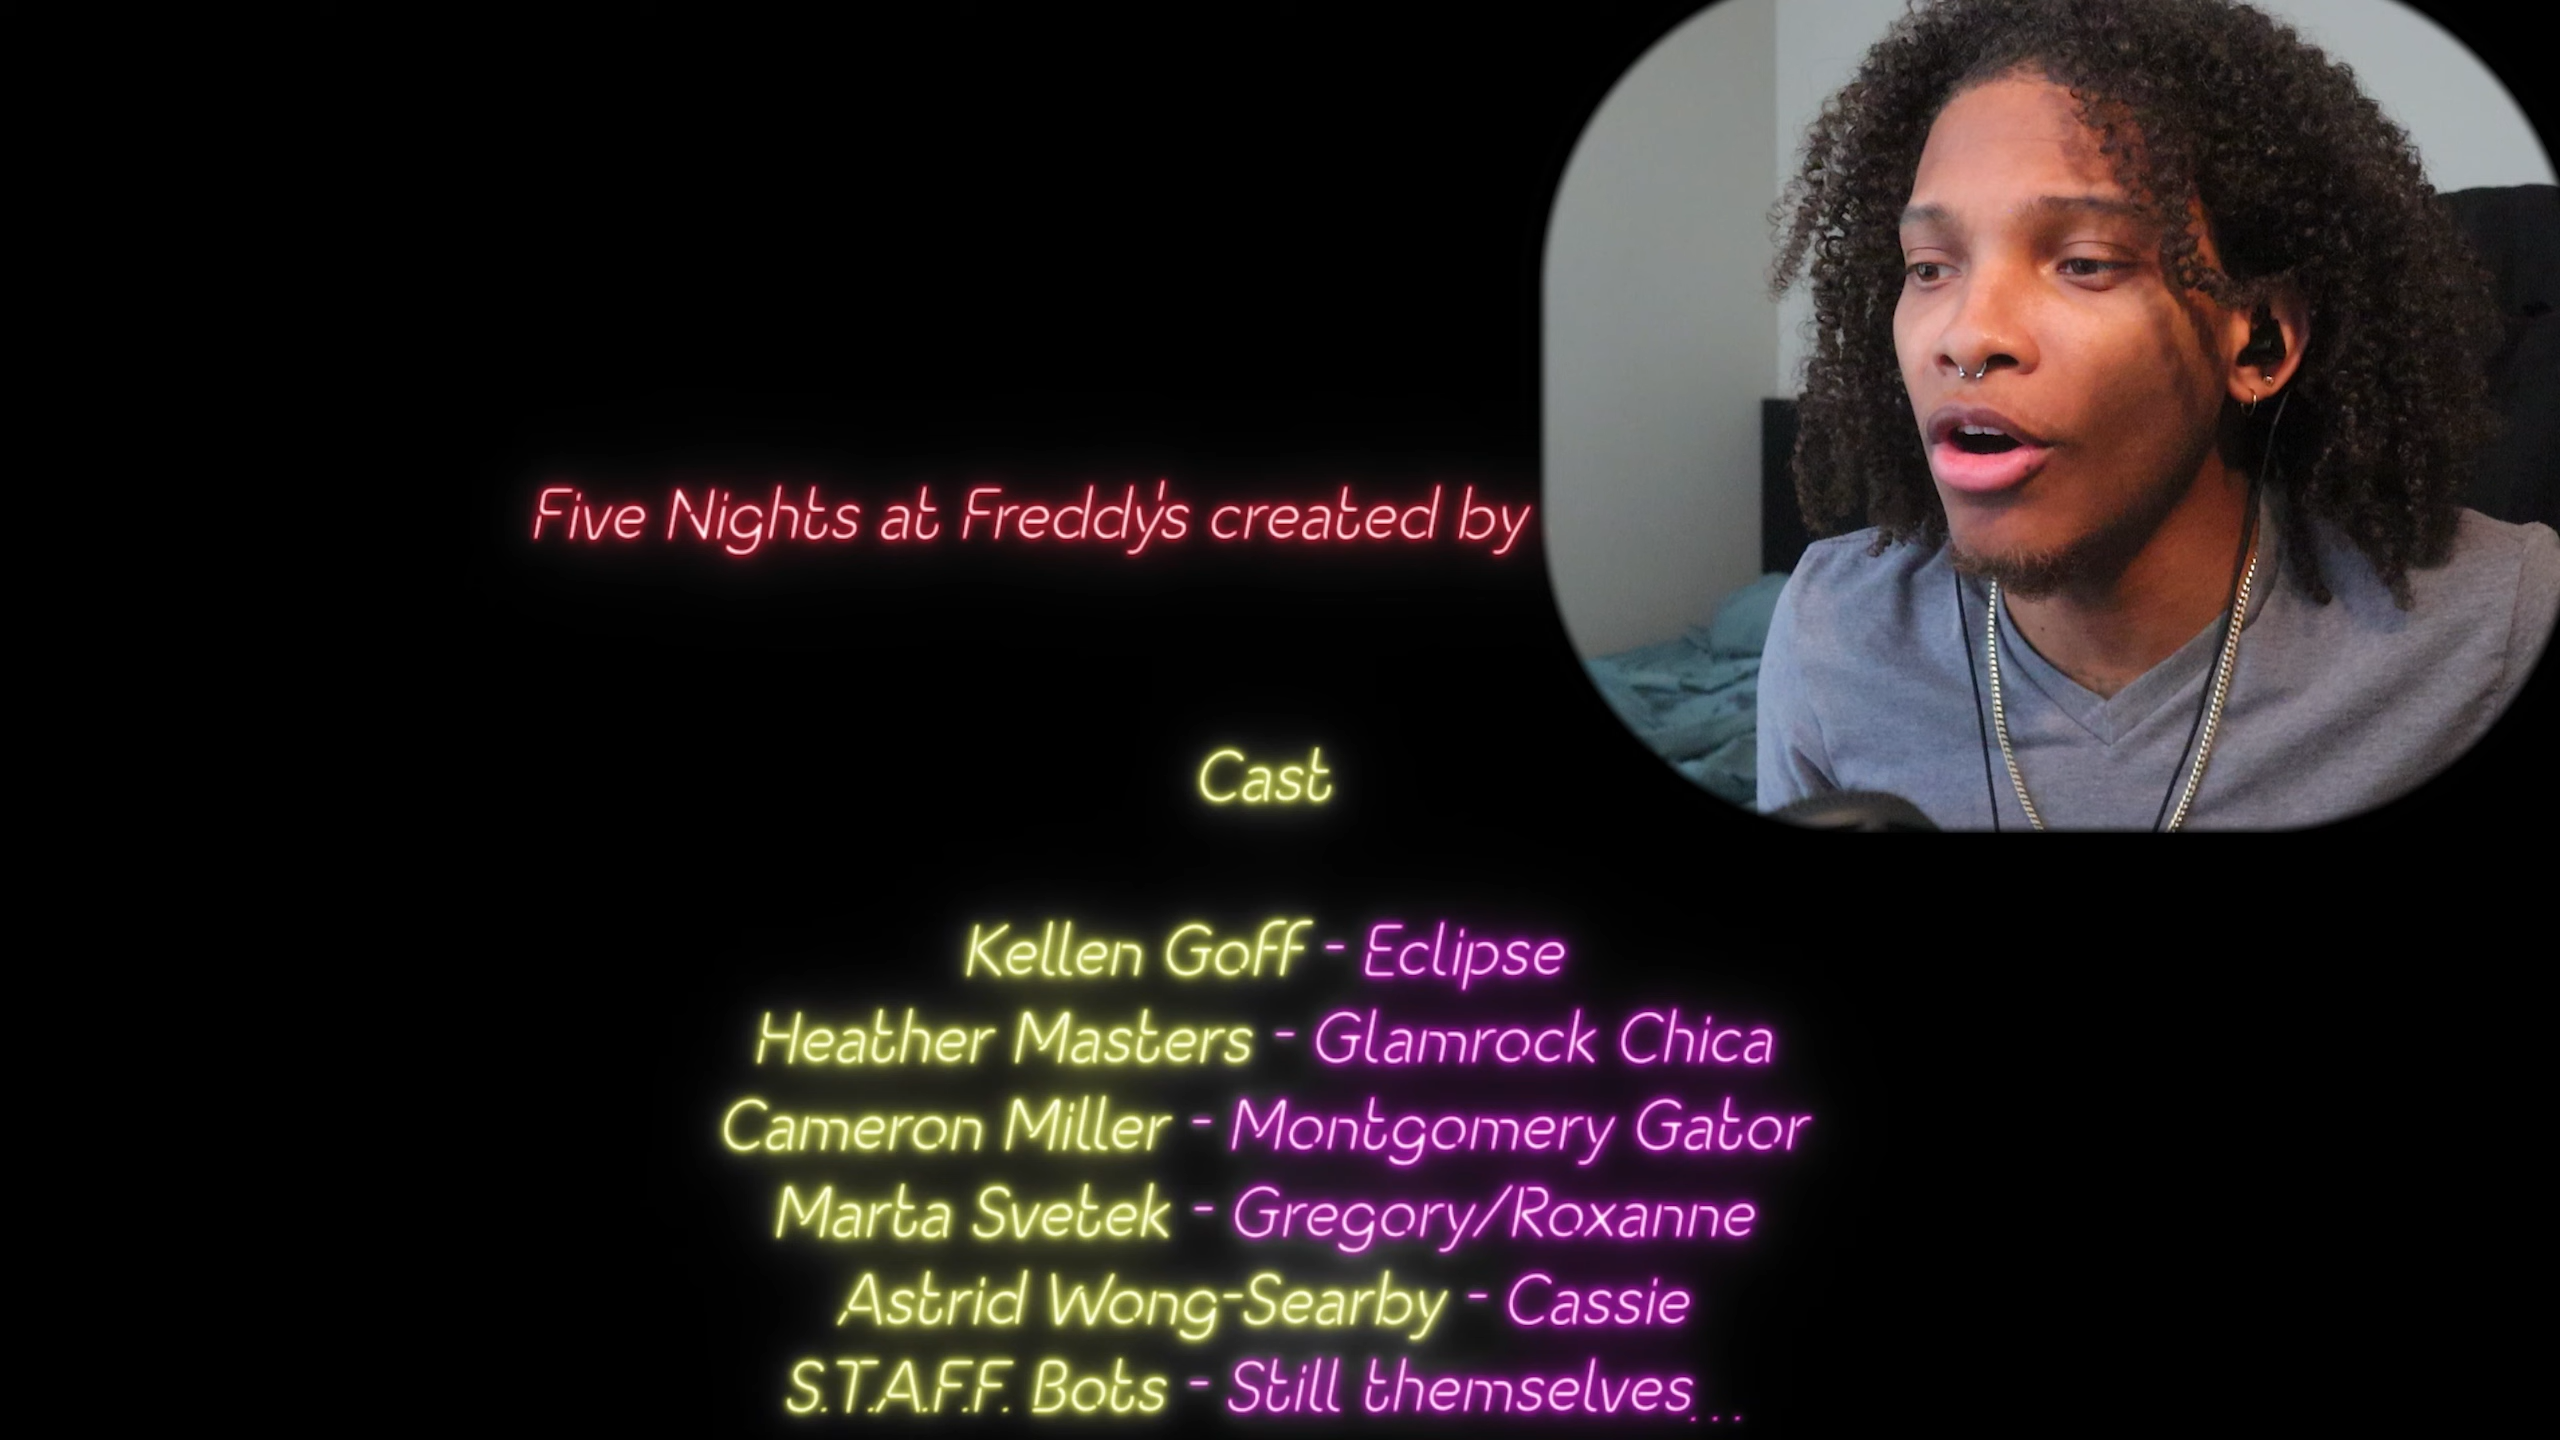 Five Nights at Freddy's created by
Cast
Kellen Goff - Eclipse
Heather Masters - Glamrock Chica
Cameron Miller - Montgomery Gator
Marta Svetek - Gregory/Roxanne
Astrid Wong-Searby - Cassie
S.T.A.F.F. Bots - Still themselves...